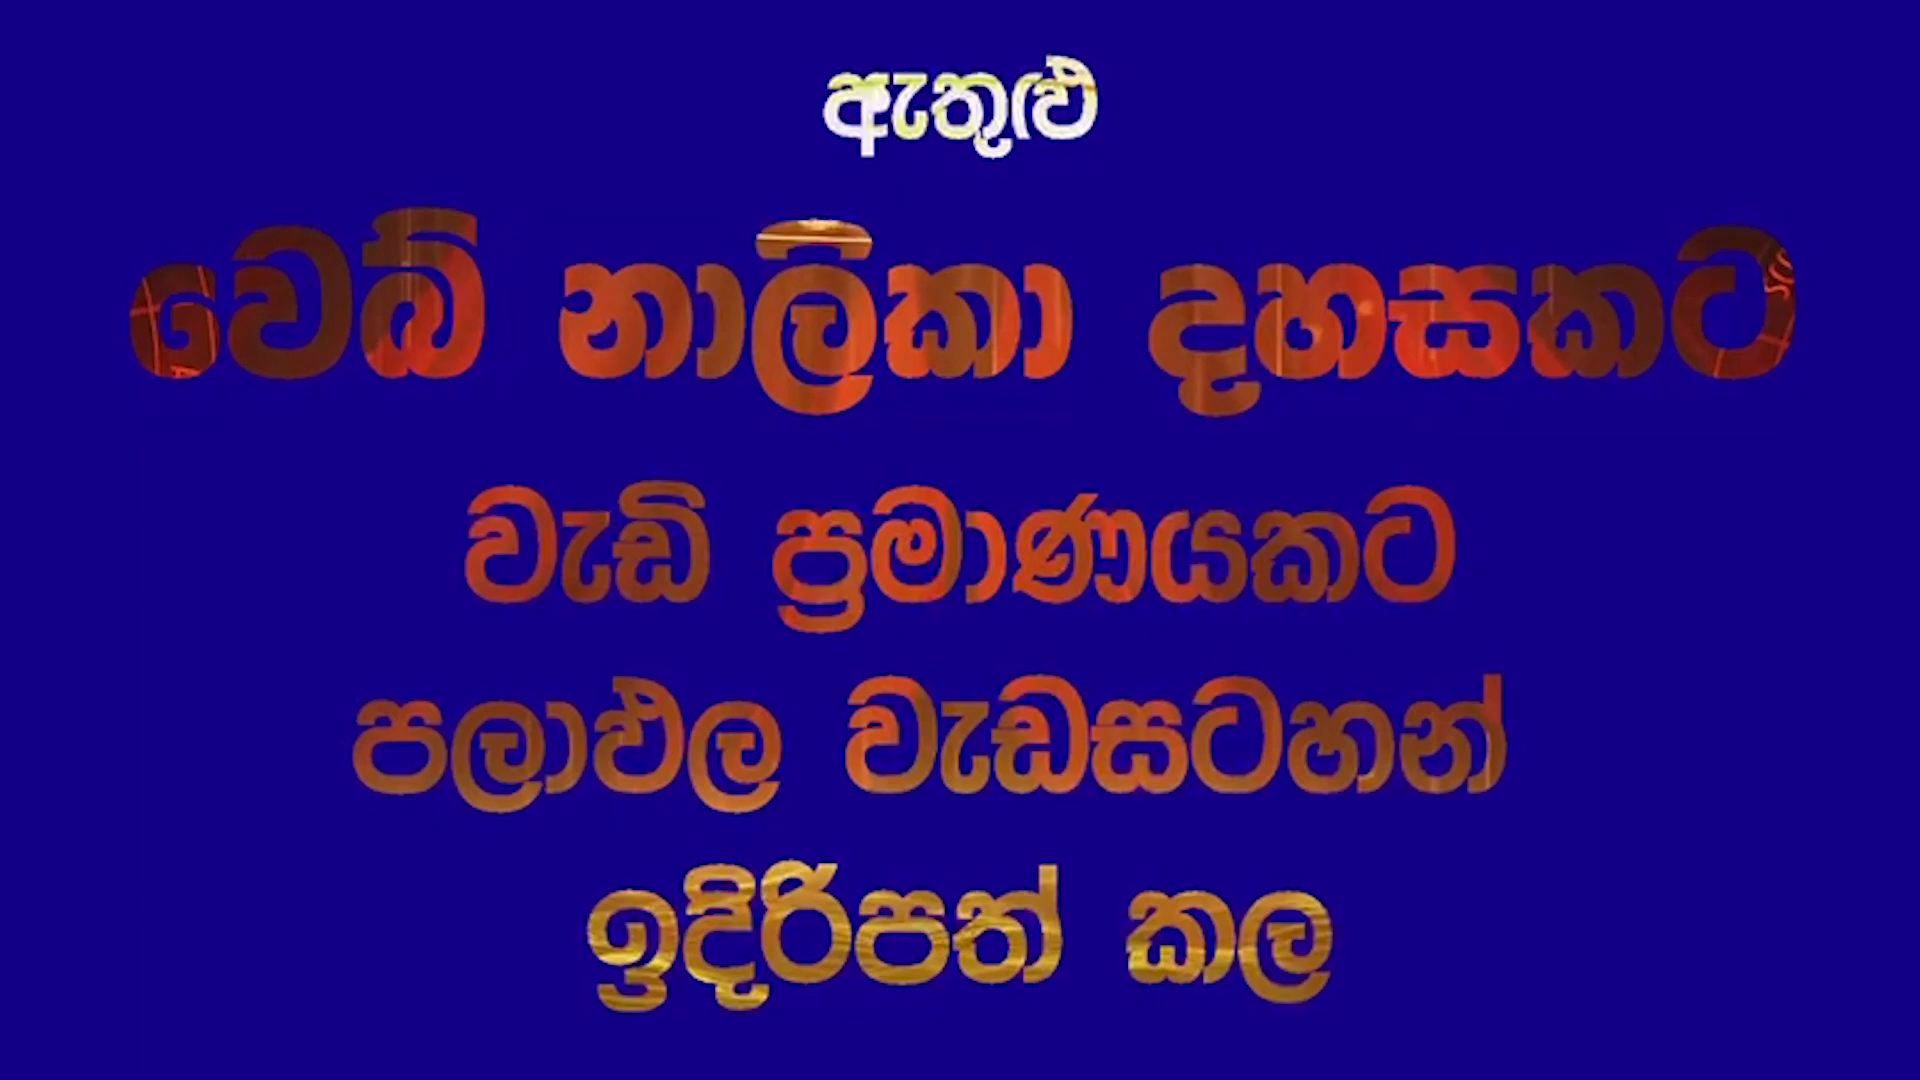 ඇතුළු
වෙබ් නාලිකා දහසකට
වැඩි ප්‍රමාණයකට
පලාඵල වැඩසටහන්
ඉදිරිපත් කල